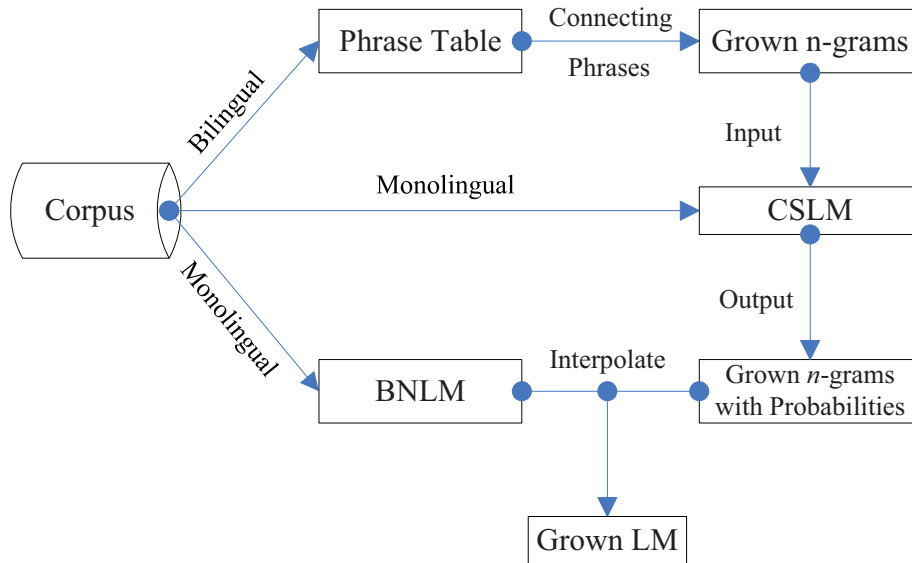 Phrase Table
Connecting
Phrases
Grown n-grams
Bilingual
Input
Corpus
Monolingual
CSLM
Monolingual
Output
BNLM
Interpolate
Grown n-grams
with Probabilities
Grown LM